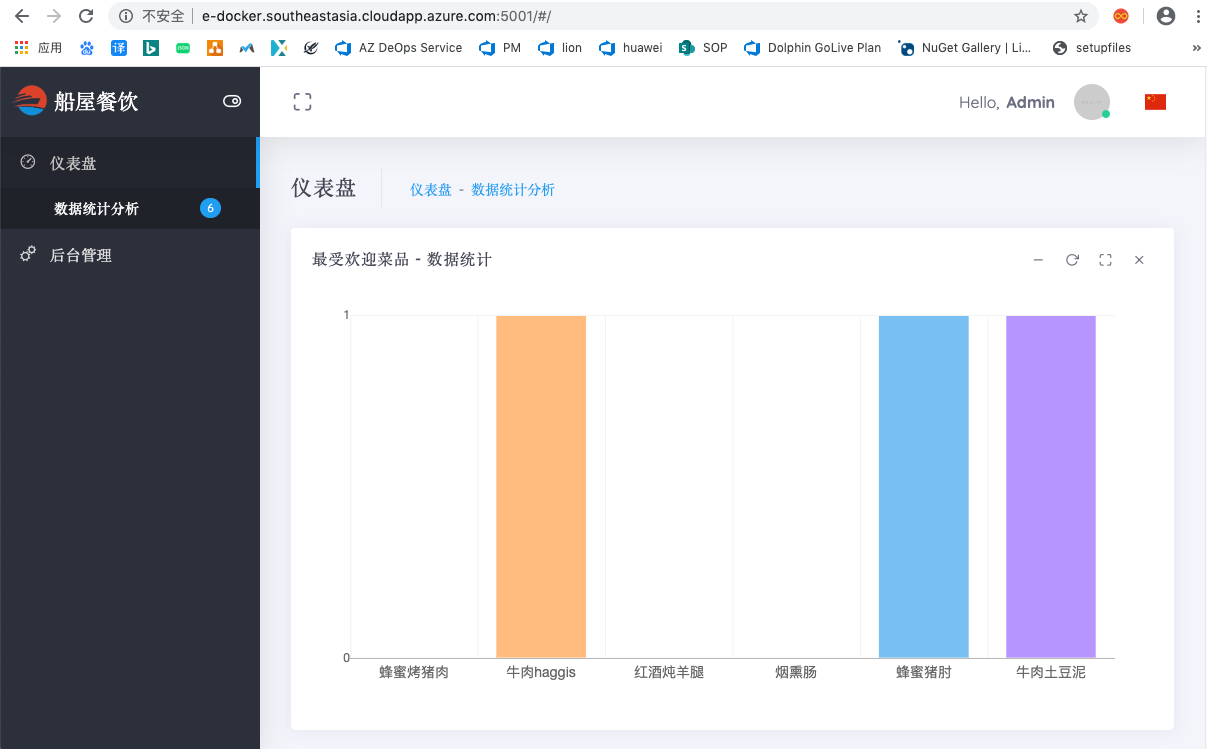 不安全 e-docker.southeastasia.cloudapp.azure.com:5001/#/
应用 译 JSON AZ DeOps Service PM lion huawei S SOP Dolphin GoLive Plan NuGet Gallery | Li... setupfiles »
船屋餐饮
Hello, Admin
仪表盘
数据统计分析 6
后台管理
仪表盘 仪表盘 - 数据统计分析
最受欢迎菜品 - 数据统计
1
0
蜂蜜烤猪肉 牛肉haggis 红酒炖羊腿 烟熏肠 蜂蜜猪肘 牛肉土豆泥